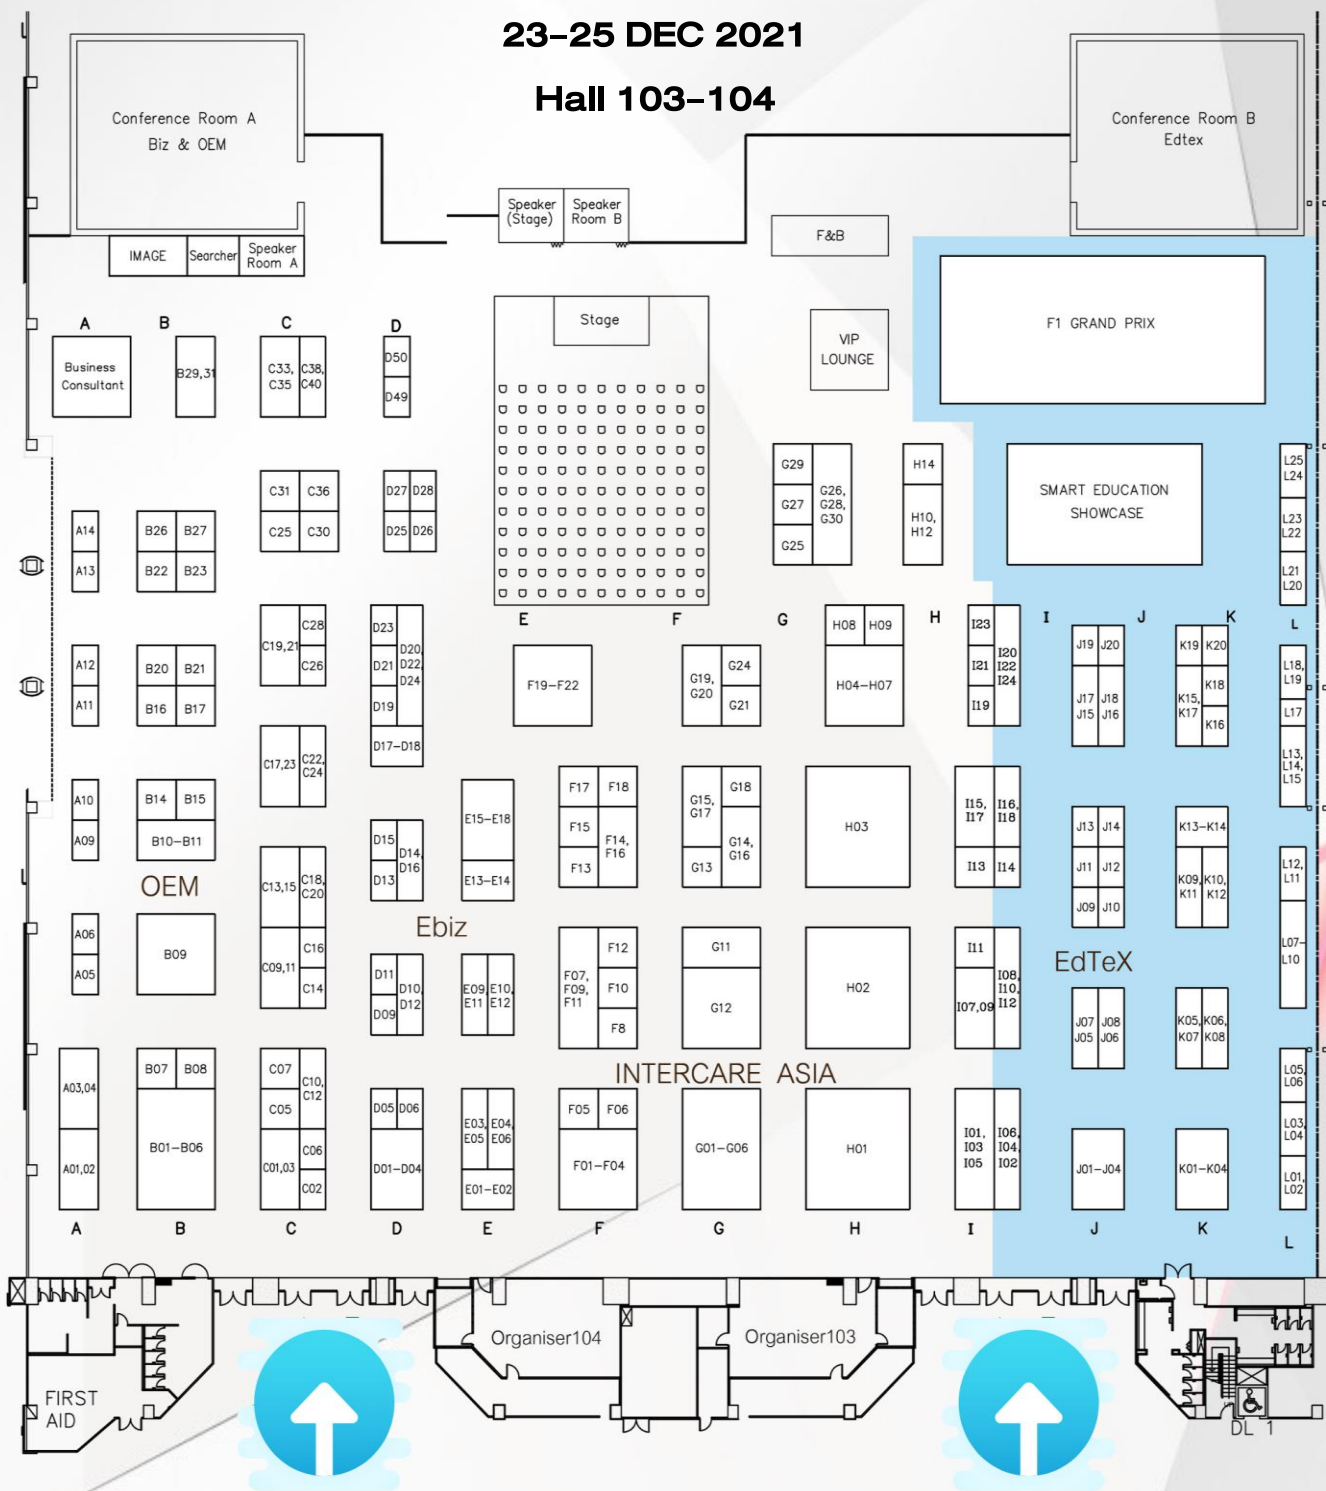 23-25 DEC 2021
Hall 103-104
Conference Room A
Biz & OEM
Conference Room B
Edtex
Speaker
(Stage)
Speaker
Room B
F&B
IMAGE
Searcher
Speaker
Room A
F1 GRAND PRIX
Stage
VIP
LOUNGE
A
B
C
D
Business
Consultant
B29,31
C33,
C35
C38,
C40
D50
D49
SMART EDUCATION
SHOWCASE
C31
C36
C25
C30
D27
D28
D25
D26
G29
G27
G25
G26,
G28,
G30
H14
H10,
H12
L25
L24
L23
L22
L21
L20
A14
A13
B26
B27
B22
B23
E
F
G
H
I
J
K
L
C19,21
C28
C26
D23
D21
D19
D20,
D22,
D24
D17-D18
H08
H09
H04-H07
I23
I21
I19
I20
I22
I24
J19
J20
J17
J15
J18
J16
K19
K20
K15,
K17
K18
K16
L18,
L19
L17
L13,
L14,
L15
A12
A11
B20
B21
B16
B17
F19-F22
G19,
G20
G24
G21
C17,23
C22,
C24
A10
A09
B14
B15
B10-B11
E15-E18
E13-E14
F17
F18
F15
F13
F14,
F16
G15,
G17
G18
G13
G14,
G16
H03
I15,
I17
I16,
I18
I13
I14
J13
J14
J11
J12
J09
J10
K13-K14
K09,
K11
K10,
K12
L12,
L11
L07-
L10
D15
D13
D14,
D16
OEM
C13,15
C18,
C20
Ebiz
A06
A05
B09
C09,11
C16
C14
D11
D09
D10,
D12
E09,
E11
E10,
E12
F07,
F09,
F11
F12
F10
F8
G11
G12
H02
I11
I07,09
I08,
I10,
I12
EdTeX
J07
J05
J08
J06
K05,
K07
K06,
K08
INTERCARE ASIA
A03,04
A01,02
B07
B08
B01-B06
C07
C05
C10,
C12
C01,03
C06
C02
D05
D06
D01-D04
E03,
E05
E04,
E06
E01-E02
F05
F06
F01-F04
G01-G06
H01
I01,
I03
I05
I06,
I04,
I02
J01-J04
K01-K04
L05,
L06
L03,
L04
L01,
L02
A
B
C
D
E
F
G
H
I
J
K
L
Organiser104
Organiser103
FIRST
AID
DL 1